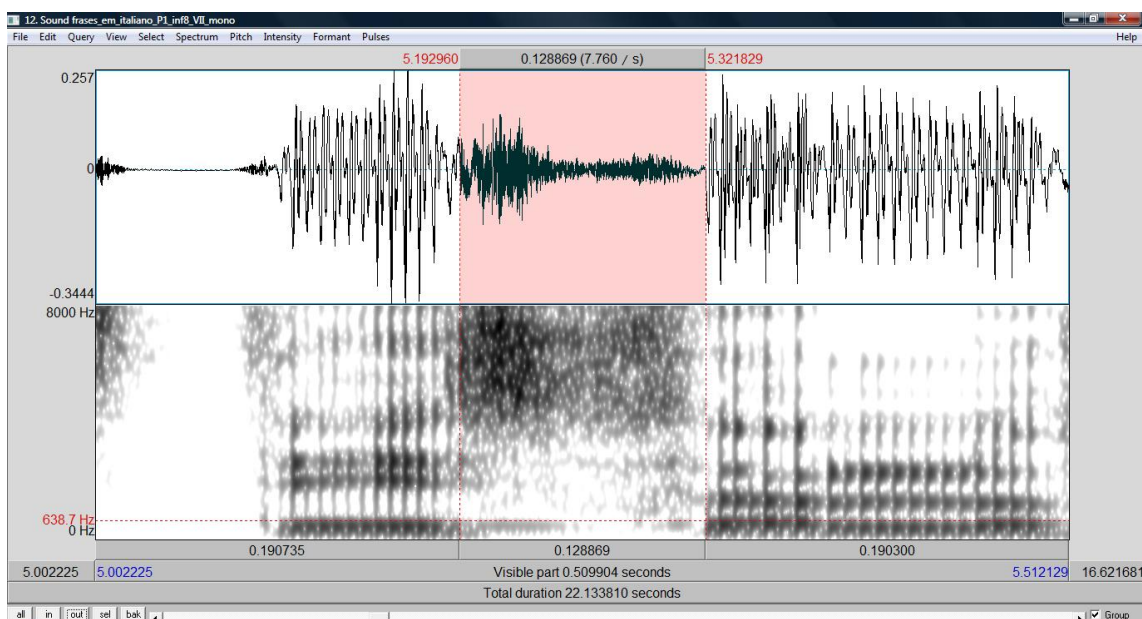 12. Sound frases_em_italiano_P1_inf8_VII_mono
File Edit Query View Select Spectrum Pitch Intensity Formant Pulses Help
5.192960 0.128869 (7.760 / s) 5.321829
0.257
0
-0.3444
8000 Hz
638.7 Hz
0 Hz
0.190735 0.128869 0.190300
5.002225 5.002225 Visible part 0.509904 seconds 5.512129 16.621681
Total duration 22.133810 seconds
all in out sel bak Group